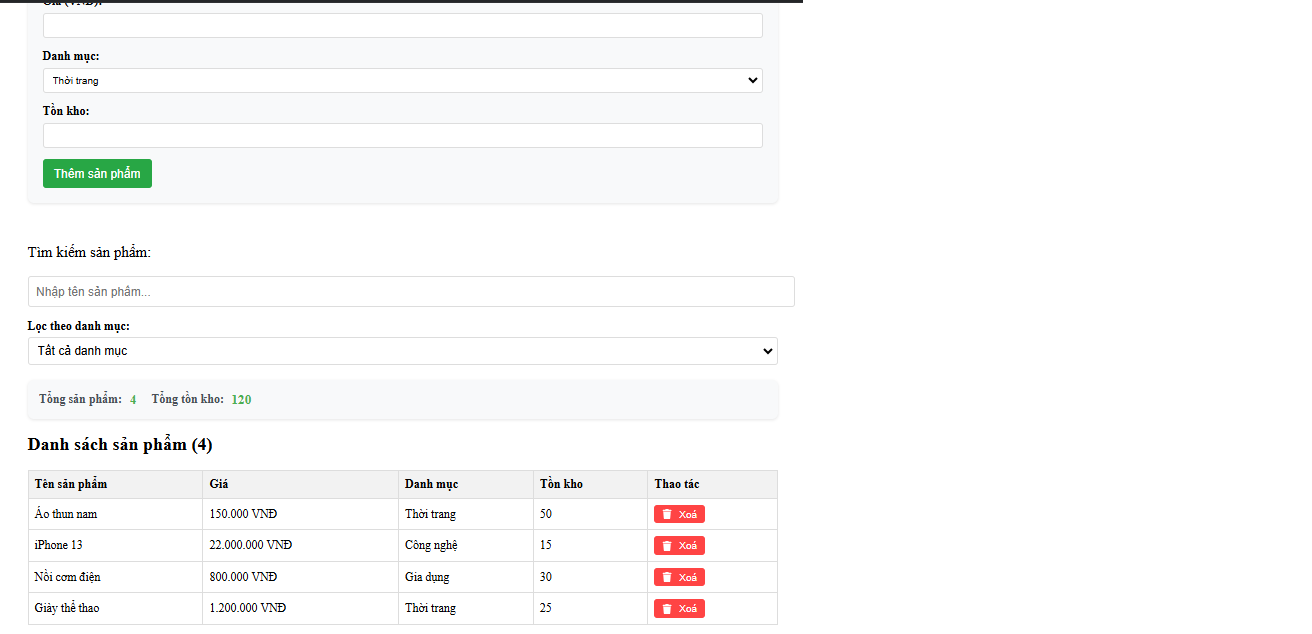 Danh mục:
Thời trang
Tồn kho:
Thêm sản phẩm
Tìm kiếm sản phẩm:
Nhập tên sản phẩm...
Lọc theo danh mục:
Tất cả danh mục
Tổng sản phẩm: 4 Tổng tồn kho: 120
Danh sách sản phẩm (4)
Tên sản phẩm Giá Danh mục Tồn kho Thao tác
Áo thun nam 150.000 VNĐ Thời trang 50 Xoá
iPhone 13 22.000.000 VNĐ Công nghệ 15 Xoá
Nồi cơm điện 800.000 VNĐ Gia dụng 30 Xoá
Giày thể thao 1.200.000 VNĐ Thời trang 25 Xoá